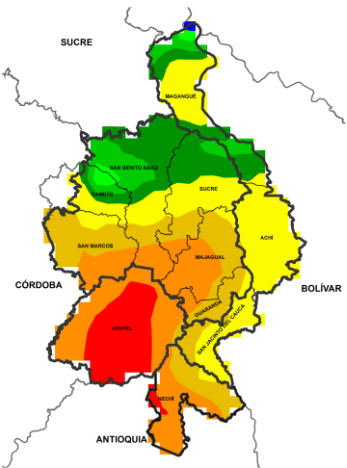 SUCRE
MAGANGUÉ
SAN BENITO ABAD
CAIMITO
SUCRE
SAN MARCOS
ACHÍ
MAJAGUAL
CÓRDOBA
BOLÍVAR
GUARANDA
SAN JACINTO DEL CAUCA
AYAPEL
NECHÍ
ANTIOQUIA